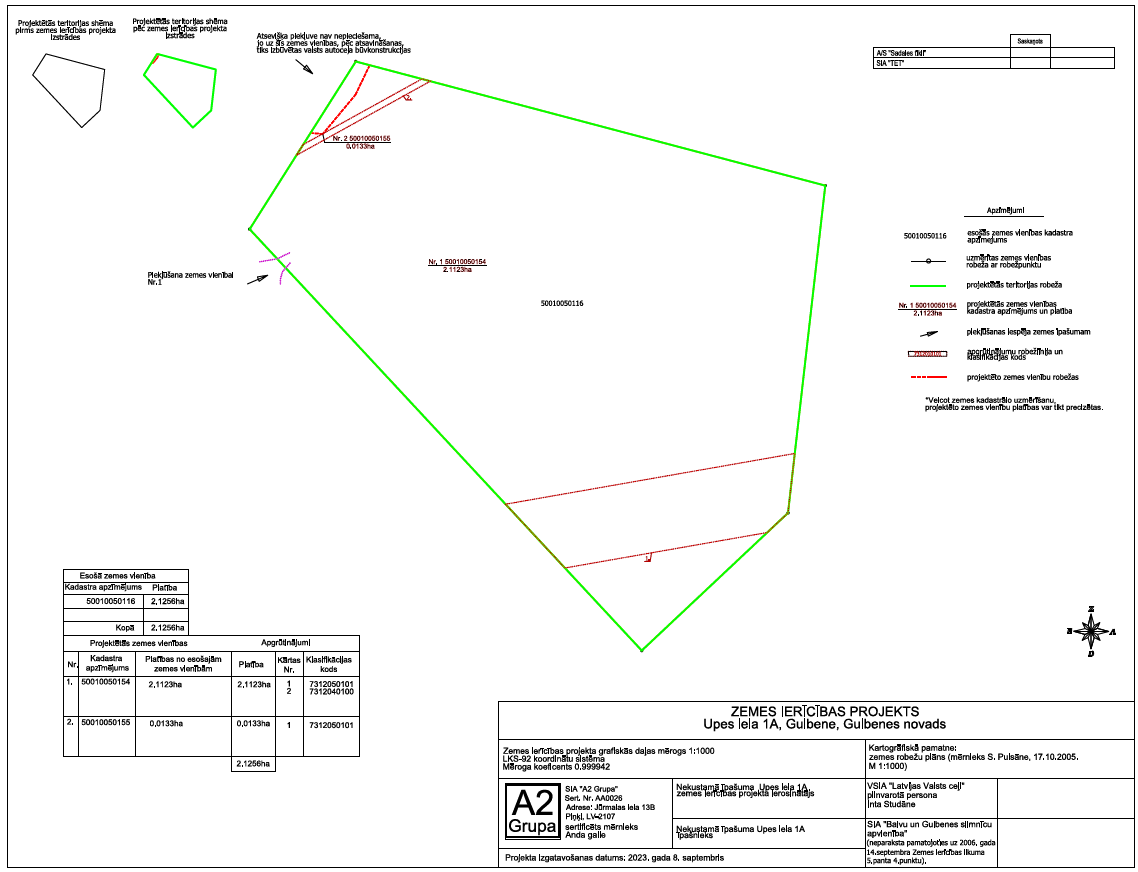 Projektētās teritorijas shēma
pirms zemes ierīcības projekta
izstrādes
Projektētās teritorijas shēma
pēc zemes ierīcības projekta
izstrādes
Atsevišķa piekļuve nav nepieciešama,
jo uz šīs zemes vienības, pēc atsavināšanas,
tiks izbūvētas valsts autoceļa būvkonstrukcijas
Saskaņots
A/S "Sadales tīkli"
SIA "TET"
2
Nr. 2 50010050155
0,0133ha
Piekļūšana zemes vienībai
Nr.1
Nr. 1 50010050154
2,1123ha
50010050116
1
Apzīmējumi
50010050116
esošās zemes vienības kadastra
apzīmējums
uzmērītas zemes vienības
robeža ar robežpunktu
projektētās teritorijas robeža
Nr. 1 50010050154
2,1123ha
projektētās zemes vienības
kadastra apzīmējums un platība
piekļūšanas iespēja zemes īpašumam
7312050101
apgrūtinājumu robežlīnija un
klasifikācijas kods
projektēto zemes vienību robežas
*Veicot zemes kadastrālo uzmērīšanu,
projektēto zemes vienību platības var tikt precizētas.
Esošā zemes vienība
Kadastra apzīmējums Platība
50010050116 2,1256ha
Kopā 2,1256ha
Projektētās zemes vienības Apgrūtinājumi
Nr. Kadastra apzīmējums Platības no esošajām zemes vienībām Platība Kārtas Nr. Klasifikācijas kods
1. 50010050154 2,1123ha 2,1123ha 1 7312050101
2 7312040100
2. 50010050155 0,0133ha 0,0133ha 1 7312050101
2,1256ha
Z
R A
D
ZEMES IERĪCĪBAS PROJEKTS
Upes iela 1A, Gulbene, Gulbenes novads
Zemes ierīcības projekta grafiskās daļas mērogs 1:1000
LKS-92 koordinātu sistēma
Mēroga koeficents 0.999942
Kartogrāfiskā pamatne:
zemes robežu plāns (mērnieks S. Pulsāne, 17.10.2005.
M 1:1000)
A2
Grupa
SIA "A2 Grupa"
Sert. Nr. AA0026
Adrese: Jūrmalas iela 13B
Piņķi, LV-2107
sertificēts mērnieks
Anda galle
Nekustamā īpašuma Upes iela 1A,
zemes ierīcības projekta ierosinātājs
VSIA "Latvijas Valsts ceļi"
pilnvarotā persona
Inta Studāne
Nekustamā īpašuma Upes iela 1A
īpašnieks
SIA "Balvu un Gulbenes slimnīcu
apvienība"
(neparaksta pamatojoties uz 2006, gada
14.septembra Zemes ierīcības likuma
5,panta 4,punktu),
Projekta izgatavošanas datums: 2023. gada 8. septembris